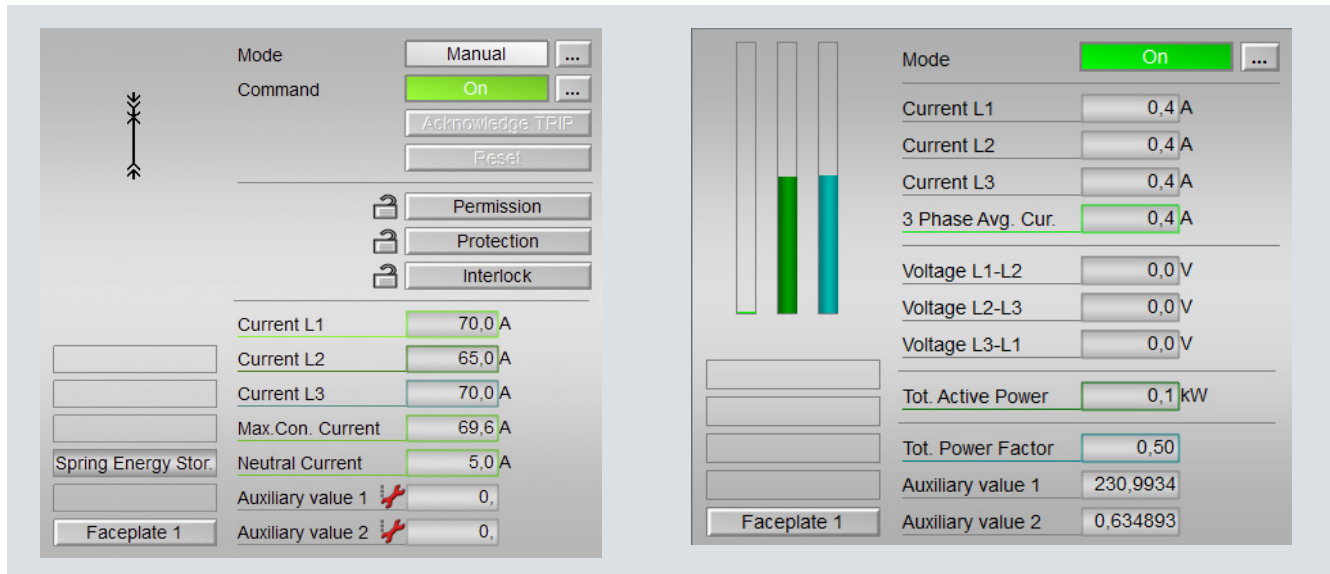 Mode Manual ...
Command On ...
Acknowledge TRIP
Reset
Permission
Protection
Interlock
Current L1 70,0 A
Current L2 65,0 A
Current L3 70,0 A
Max.Con. Current 69,6 A
Spring Energy Stor. Neutral Current 5,0 A
Auxiliary value 1 0,
Faceplate 1 Auxiliary value 2 0,
Mode On ...
Current L1 0,4 A
Current L2 0,4 A
Current L3 0,4 A
3 Phase Avg. Cur. 0,4 A
Voltage L1-L2 0,0 V
Voltage L2-L3 0,0 V
Voltage L3-L1 0,0 V
Tot. Active Power 0,1 kW
Tot. Power Factor 0,50
Auxiliary value 1 230,9934
Faceplate 1 Auxiliary value 2 0,634893